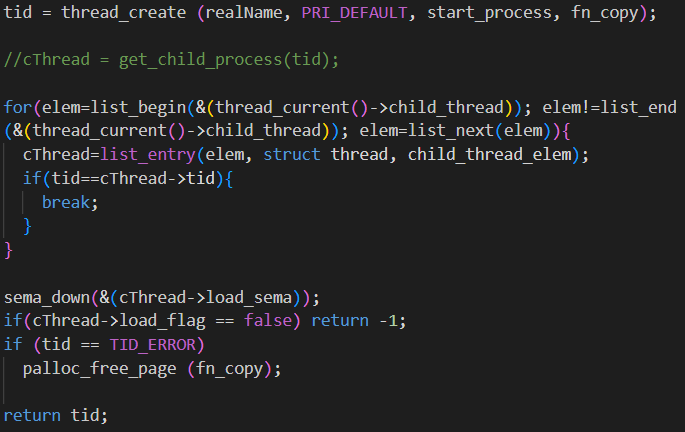 tid = thread_create (realName, PRI_DEFAULT, start_process, fn_copy);
//cThread = get_child_process(tid);
for(elem=list_begin(&(thread_current()->child_thread)); elem!=list_end
(&(thread_current()->child_thread)); elem=list_next(elem)){
cThread=list_entry(elem, struct thread, child_thread_elem);
if(tid==cThread->tid){
break;
}
}
sema_down(&(cThread->load_sema));
if(cThread->load_flag == false) return -1;
if (tid == TID_ERROR)
palloc_free_page (fn_copy);
return tid;